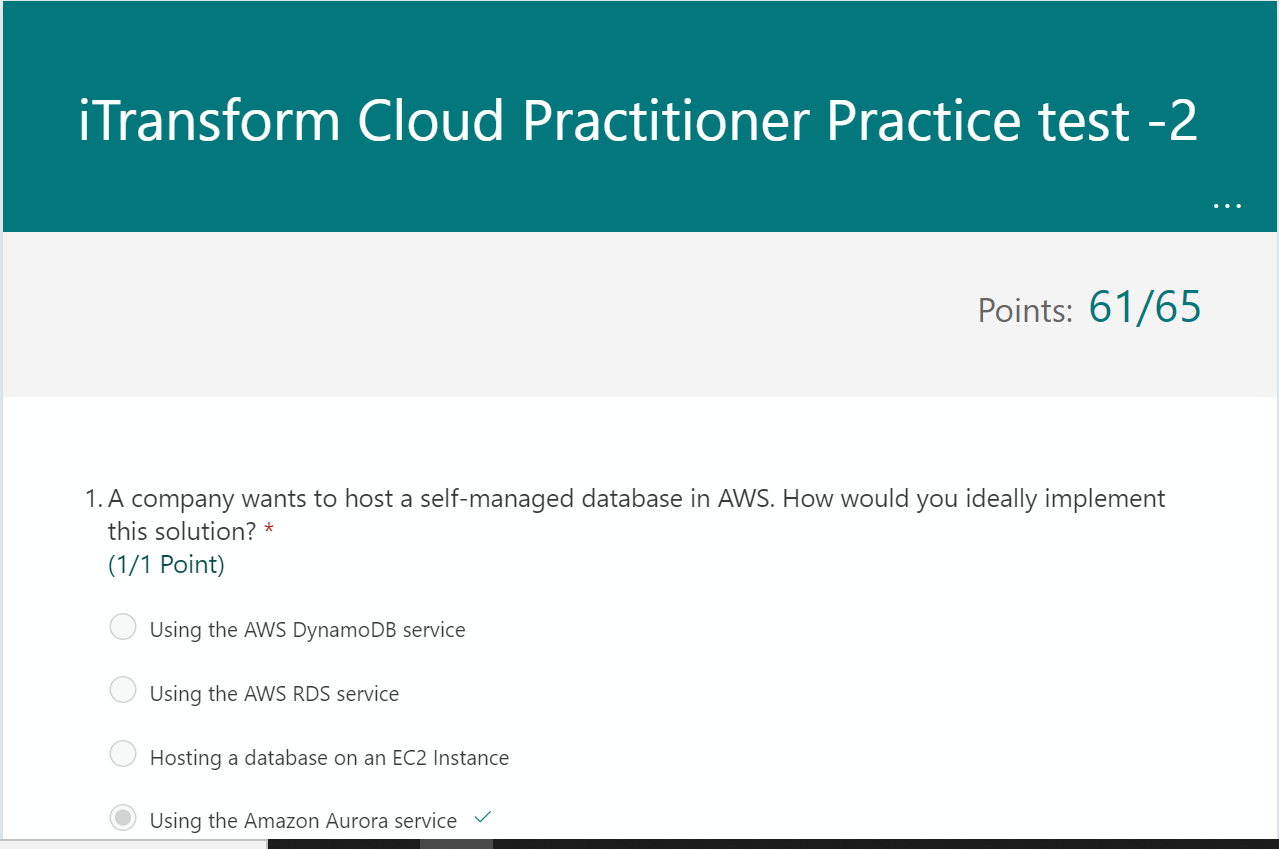 iTransform Cloud Practitioner Practice test -2
...
Points: 61/65
1. A company wants to host a self-managed database in AWS. How would you ideally implement
this solution? *
(1/1 Point)
Using the AWS DynamoDB service
Using the AWS RDS service
Hosting a database on an EC2 Instance
Using the Amazon Aurora service